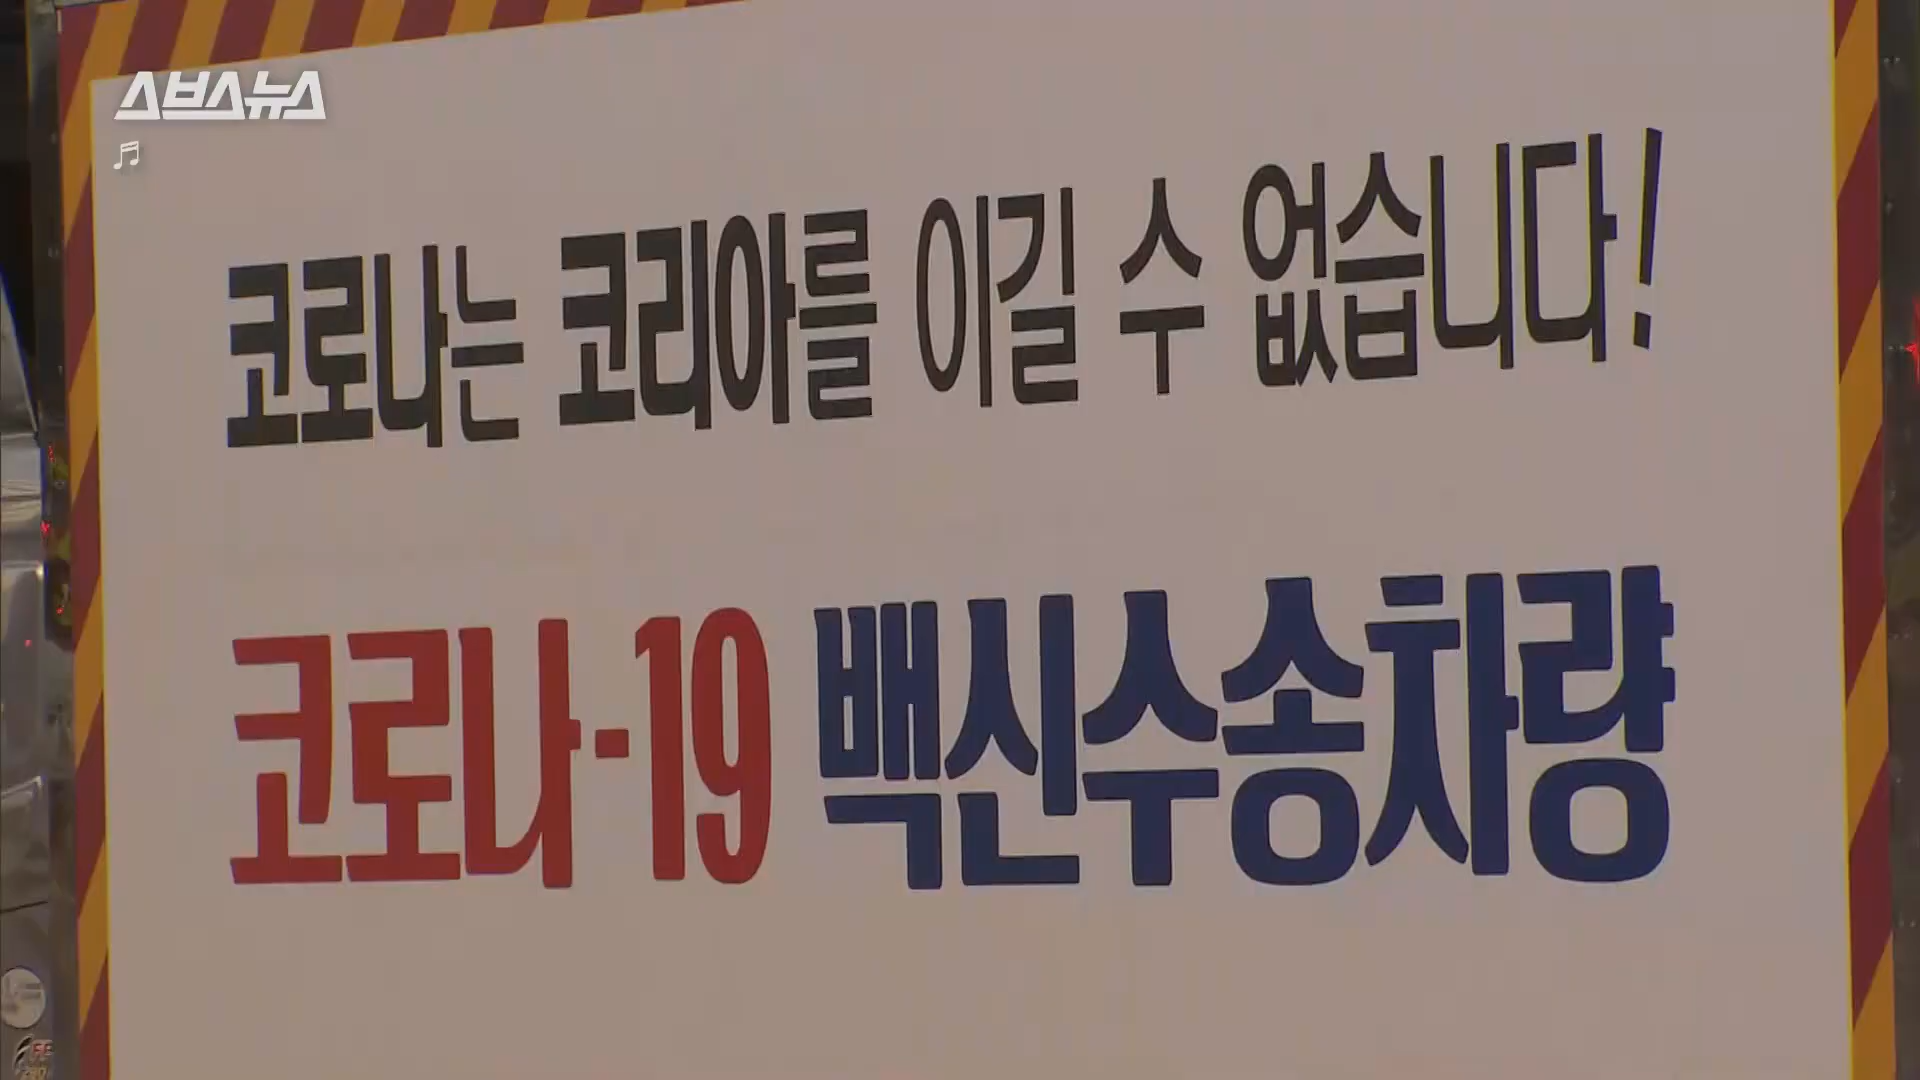 스브스뉴스
코로나는 코리아를 이길 수 없습니다!
코로나-19 백신수송차량